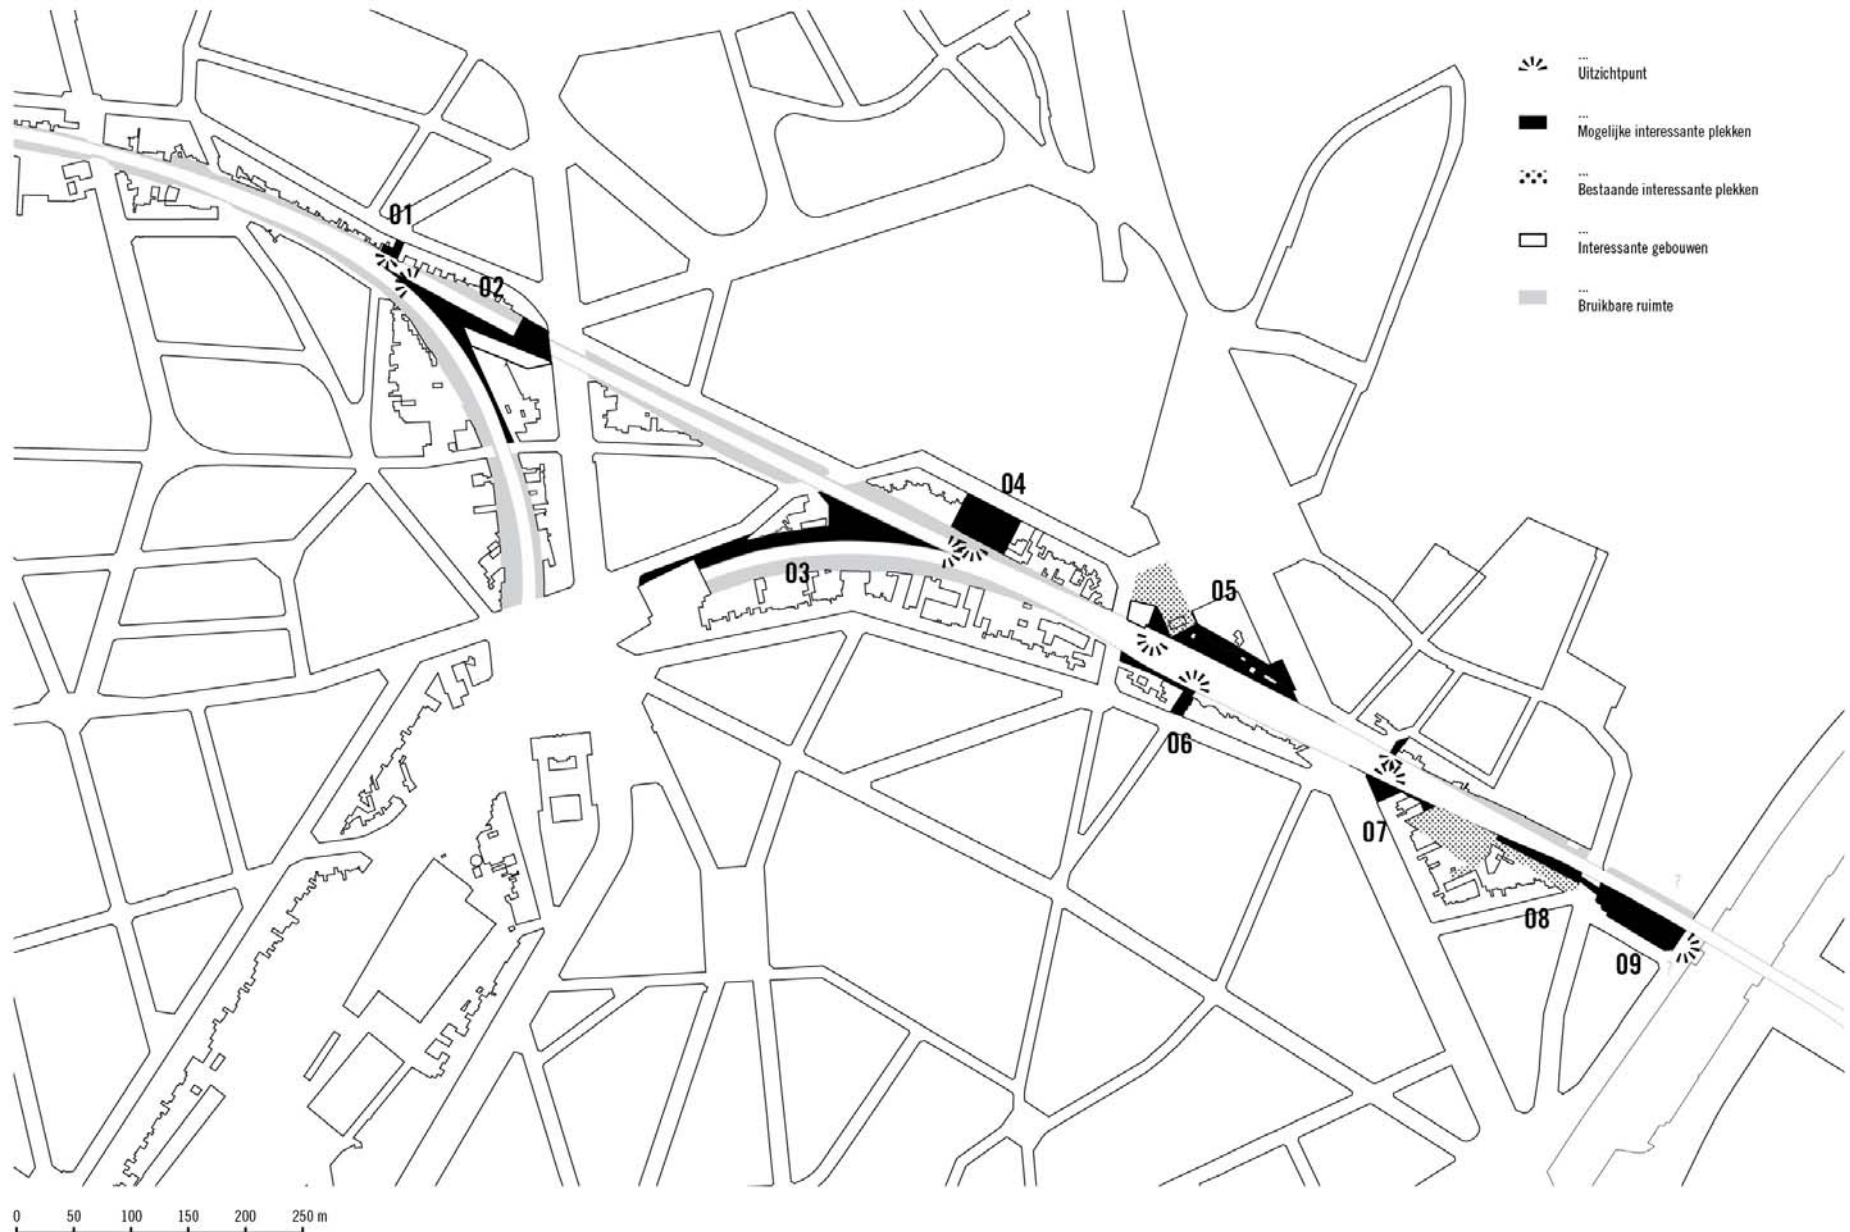 ...
Uitzichtpunt
...
Mogelijke interessante plekken
...
Bestaande interessante plekken
...
Interessante gebouwen
...
Bruikbare ruimte
01
02
03
04
05
06
07
08
09
?
?
0 50 100 150 200 250 m